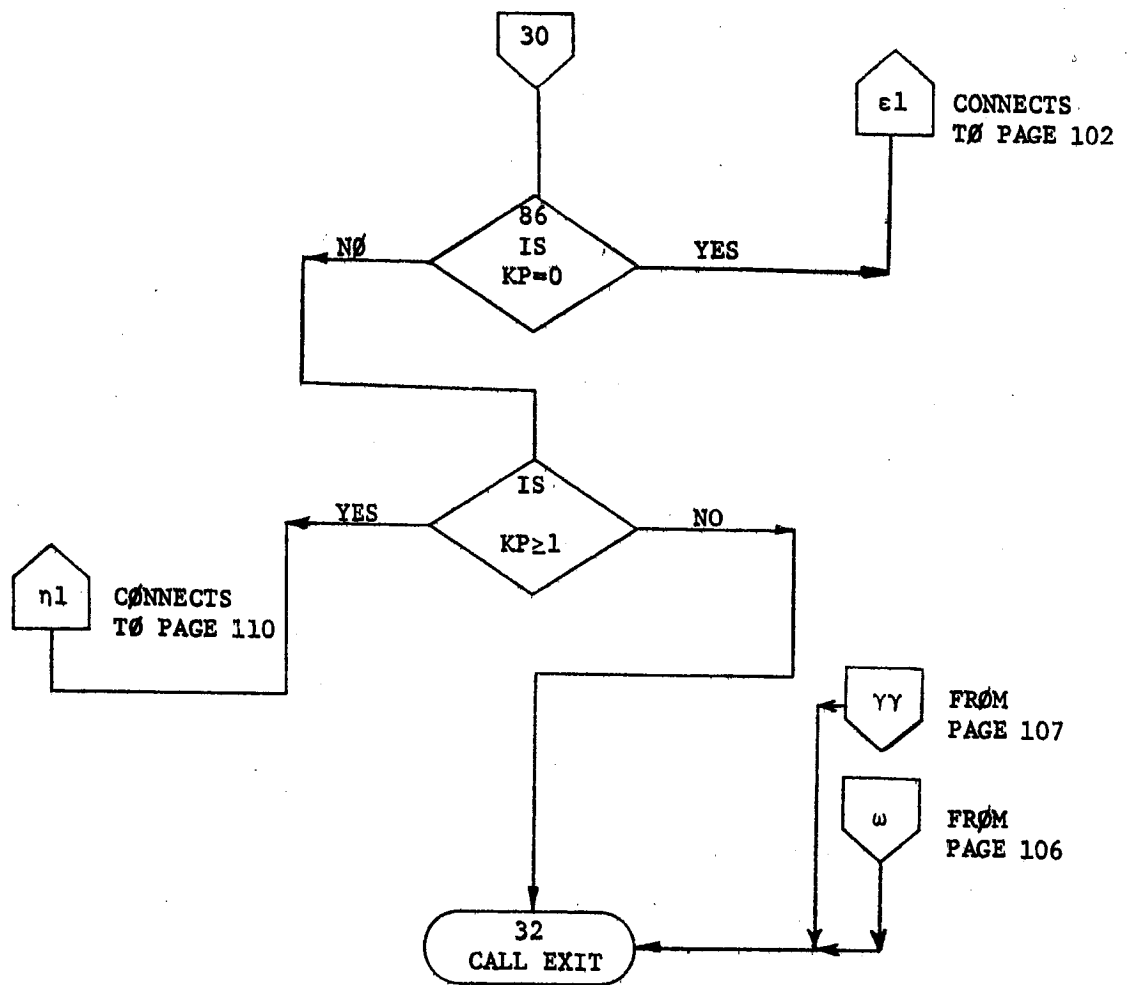 30
ε1
CØNNECTS
TØ PAGE 102
86
IS
KP=0
NØ
YES
IS
KP≥1
YES
NO
η1
CØNNECTS
TØ PAGE 110
γγ
FRØM
PAGE 107
ω
FRØM
PAGE 106
32
CALL EXIT